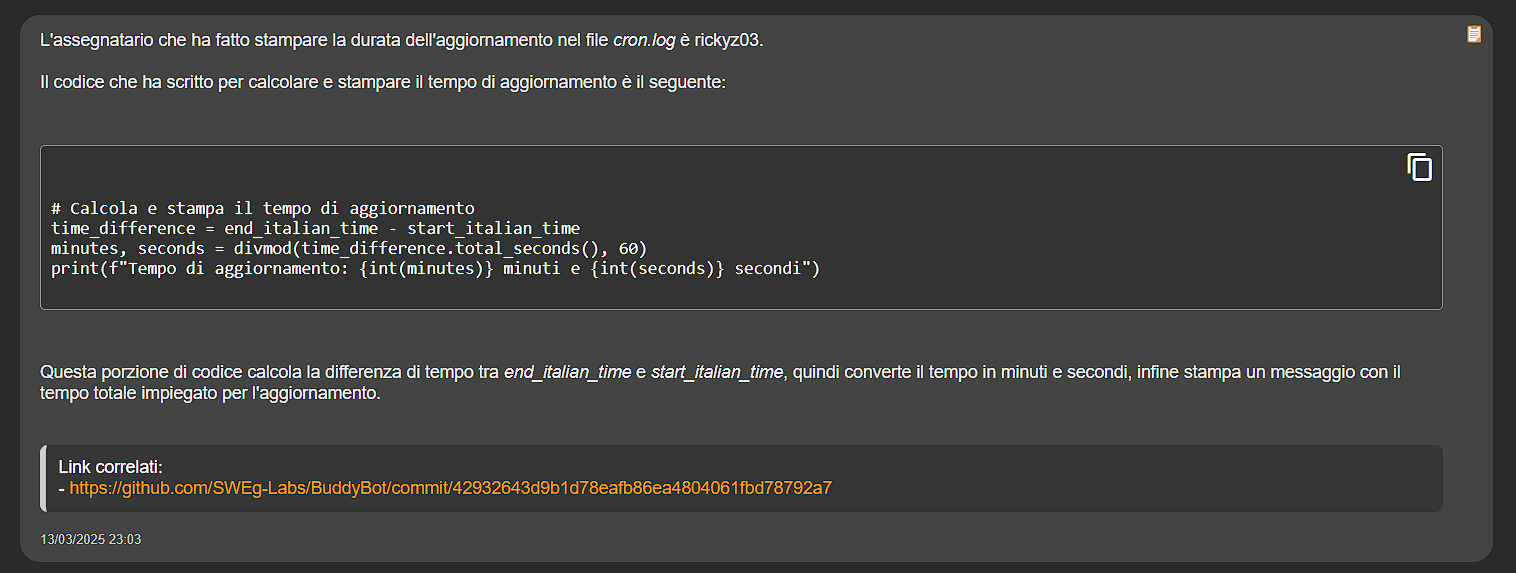 L'assegnatario che ha fatto stampare la durata dell'aggiornamento nel file cron.log è rickyz03.
Il codice che ha scritto per calcolare e stampare il tempo di aggiornamento è il seguente:
# Calcola e stampa il tempo di aggiornamento
time_difference = end_italian_time - start_italian_time
minutes, seconds = divmod(time_difference.total_seconds(), 60)
print(f"Tempo di aggiornamento: {int(minutes)} minuti e {int(seconds)} secondi")
Questa porzione di codice calcola la differenza di tempo tra end_italian_time e start_italian_time, quindi converte il tempo in minuti e secondi, infine stampa un messaggio con il
tempo totale impiegato per l'aggiornamento.
Link correlati:
- https://github.com/SWEg-Labs/BuddyBot/commit/42932643d9b1d78eafb86ea4804061fbd78792a7
13/03/2025 23:03